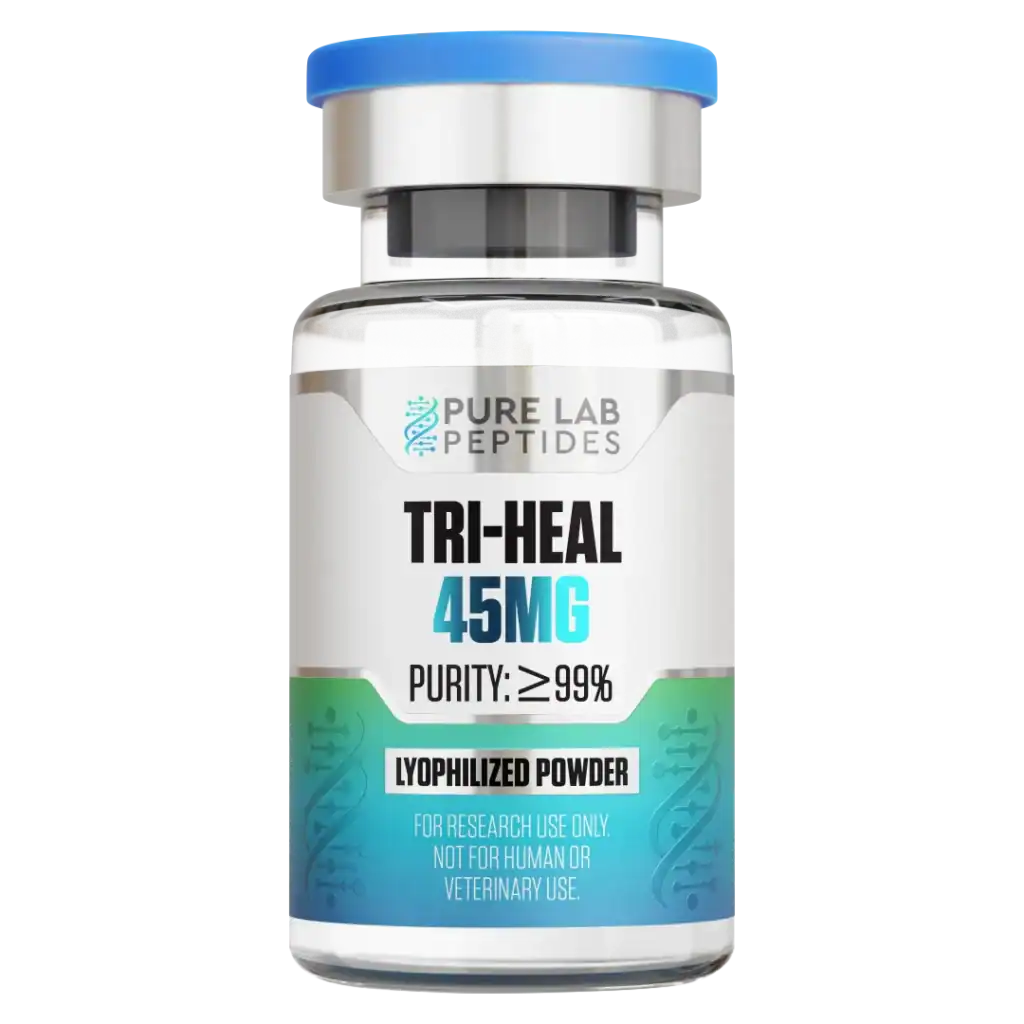 PURE LAB
PEPTIDES
TRI-HEAL
45MG
PURITY: ≥99%
LYOPHILIZED POWDER
FOR RESEARCH USE ONLY.
NOT FOR HUMAN OR
VETERINARY USE.